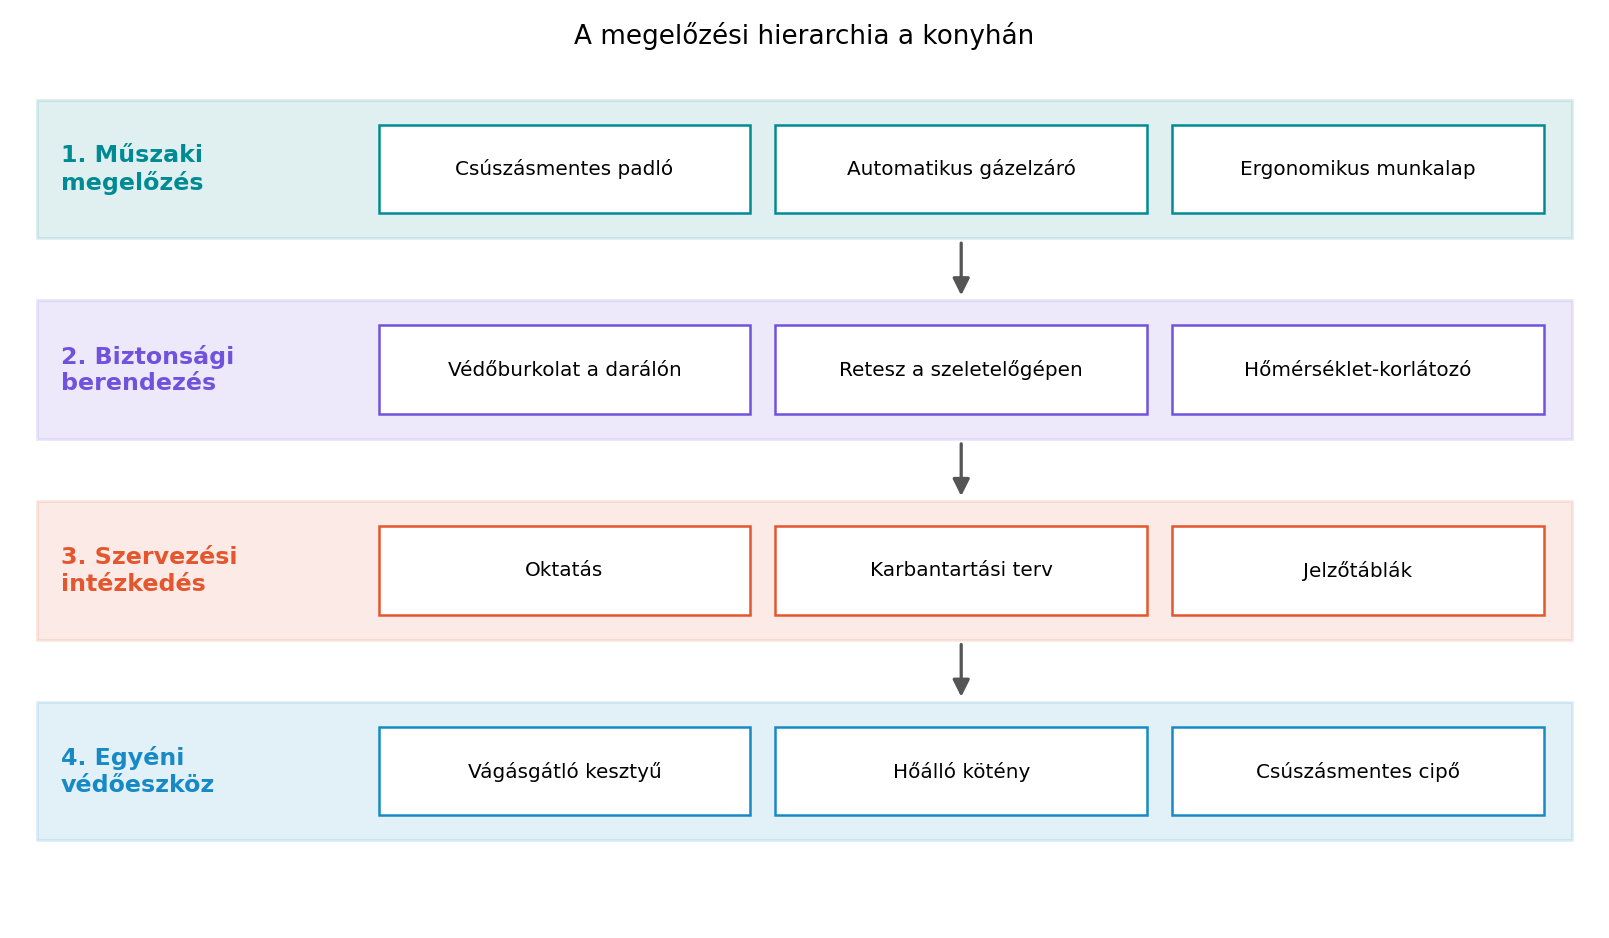 A megelőzési hierarchia a konyhán
1. Műszaki
megelőzés
Csúszásmentes padló
Automatikus gázelzáró
Ergonomikus munkalap
2. Biztonsági
berendezés
Védőburkolat a darálón
Retesz a szeletelőgépen
Hőmérséklet-korlátozó
3. Szervezési
intézkedés
Oktatás
Karbantartási terv
Jelzőtáblák
4. Egyéni
védőeszköz
Vágásgátló kesztyű
Hőálló kötény
Csúszásmentes cipő